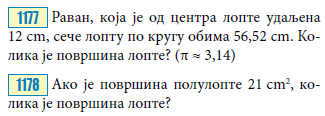 1177 Раван, која је од центра лопте удаљена
12 cm, сече лопту по кругу обима 56,52 cm. Ко-
лика је површина лопте? (π ≈ 3,14)
1178 Ако је површина полулопте 21 cm², ко-
лика је површина лопте?